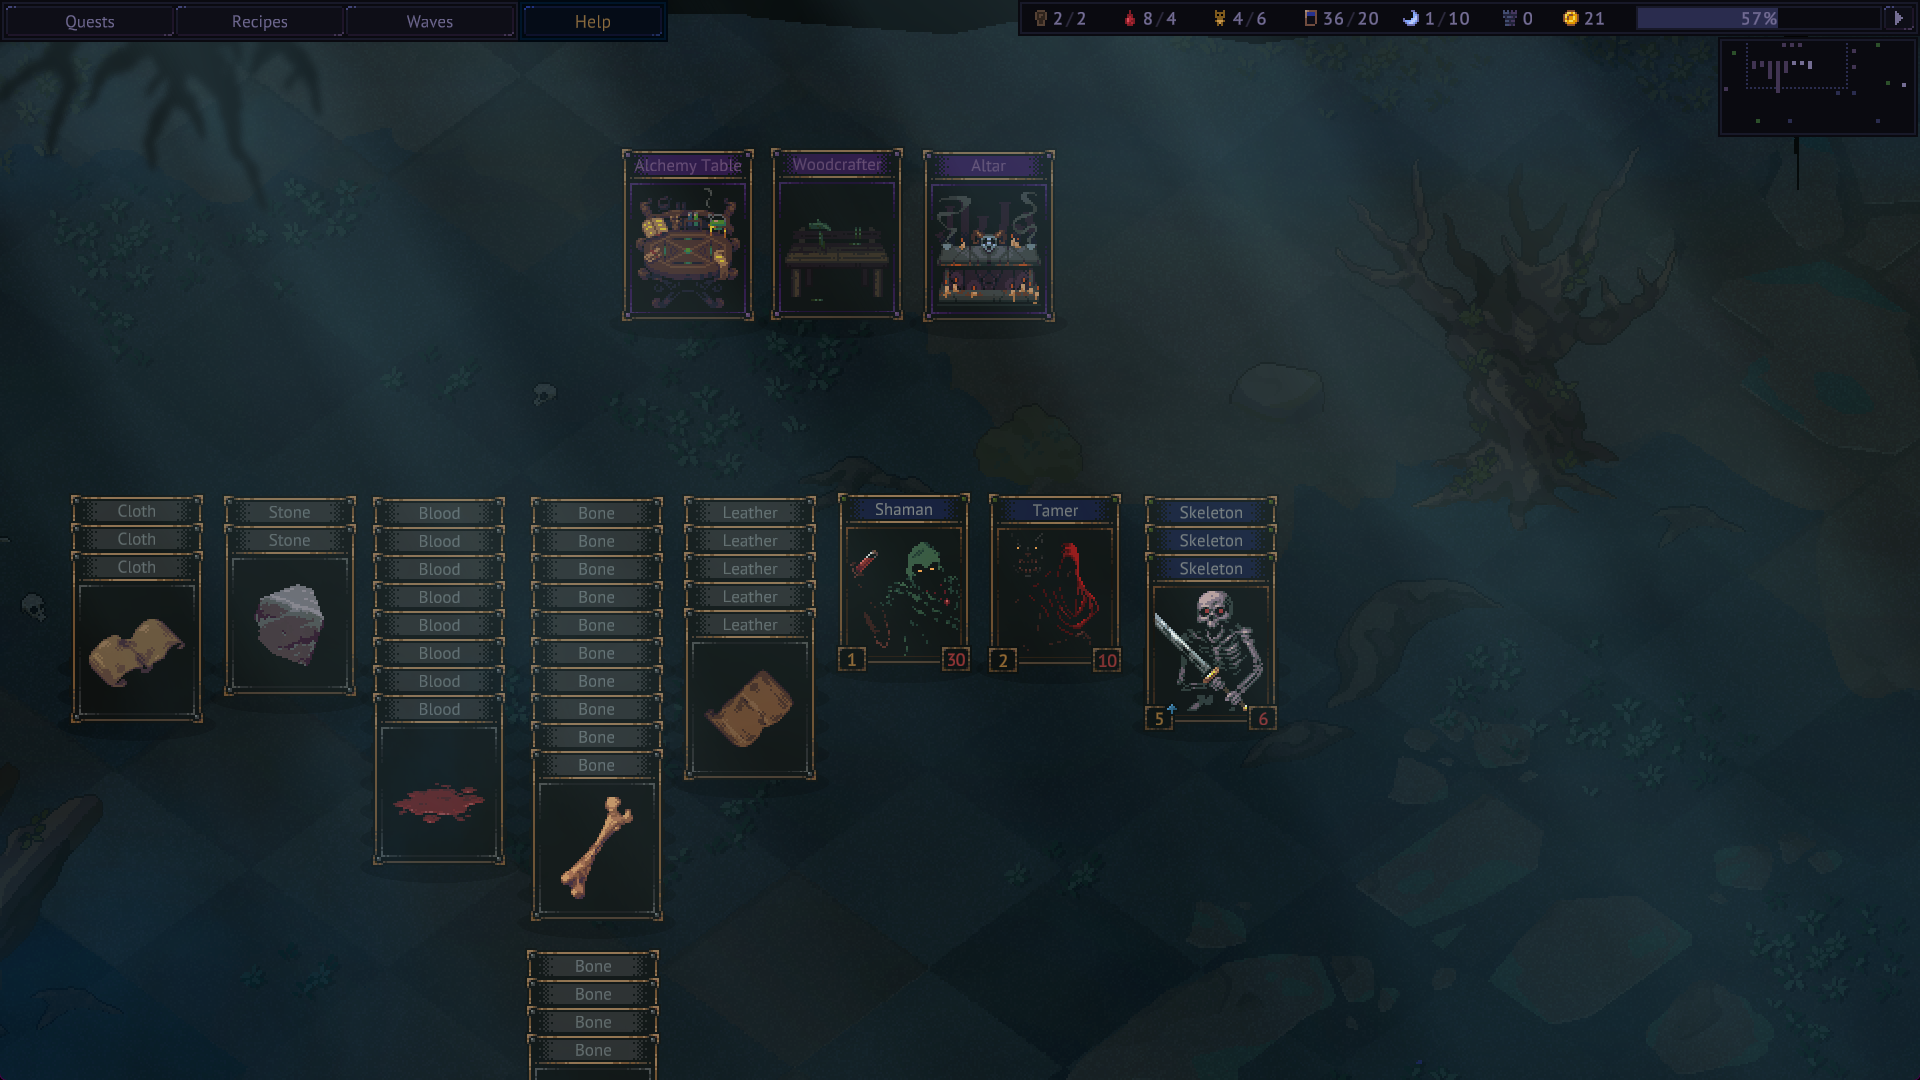 Quests Recipes Waves Help
2/2 8/4 4/6 36/20 1/10 0 21 57%
Alchemy Table Woodcrafter Altar
Cloth
Cloth
Cloth
Stone
Stone
Blood
Blood
Blood
Blood
Blood
Blood
Blood
Blood
Bone
Bone
Bone
Bone
Bone
Bone
Bone
Bone
Bone
Bone
Leather
Leather
Leather
Leather
Leather
Shaman
1 30
Tamer
2 10
Skeleton
Skeleton
Skeleton
5 6
Bone
Bone
Bone
Bone